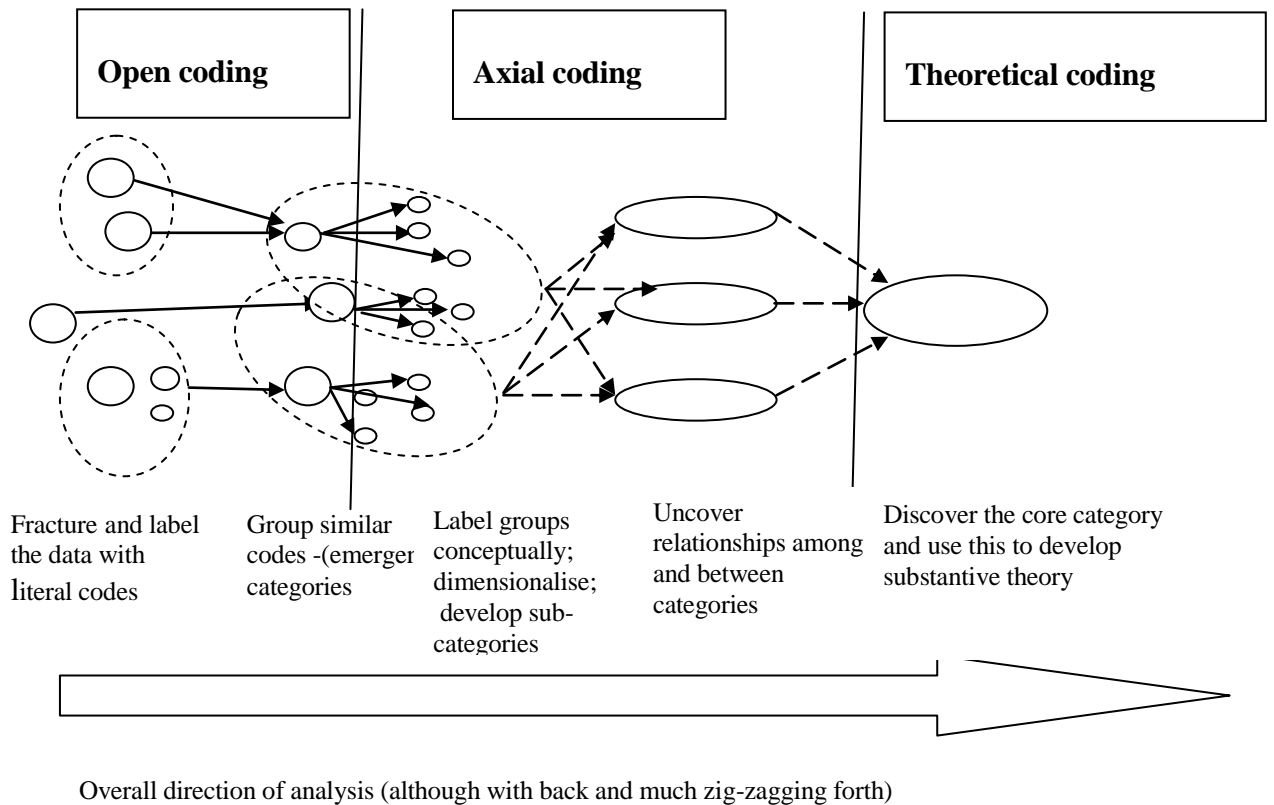 Open coding
Axial coding
Theoretical coding
Fracture and label
the data with
literal codes
Group similar
codes -(emerger
categories
Label groups
conceptually;
dimensionalise;
develop sub-
categories
Uncover
relationships among
and between
categories
Discover the core category
and use this to develop
substantive theory
Overall direction of analysis (although with back and much zig-zagging forth)